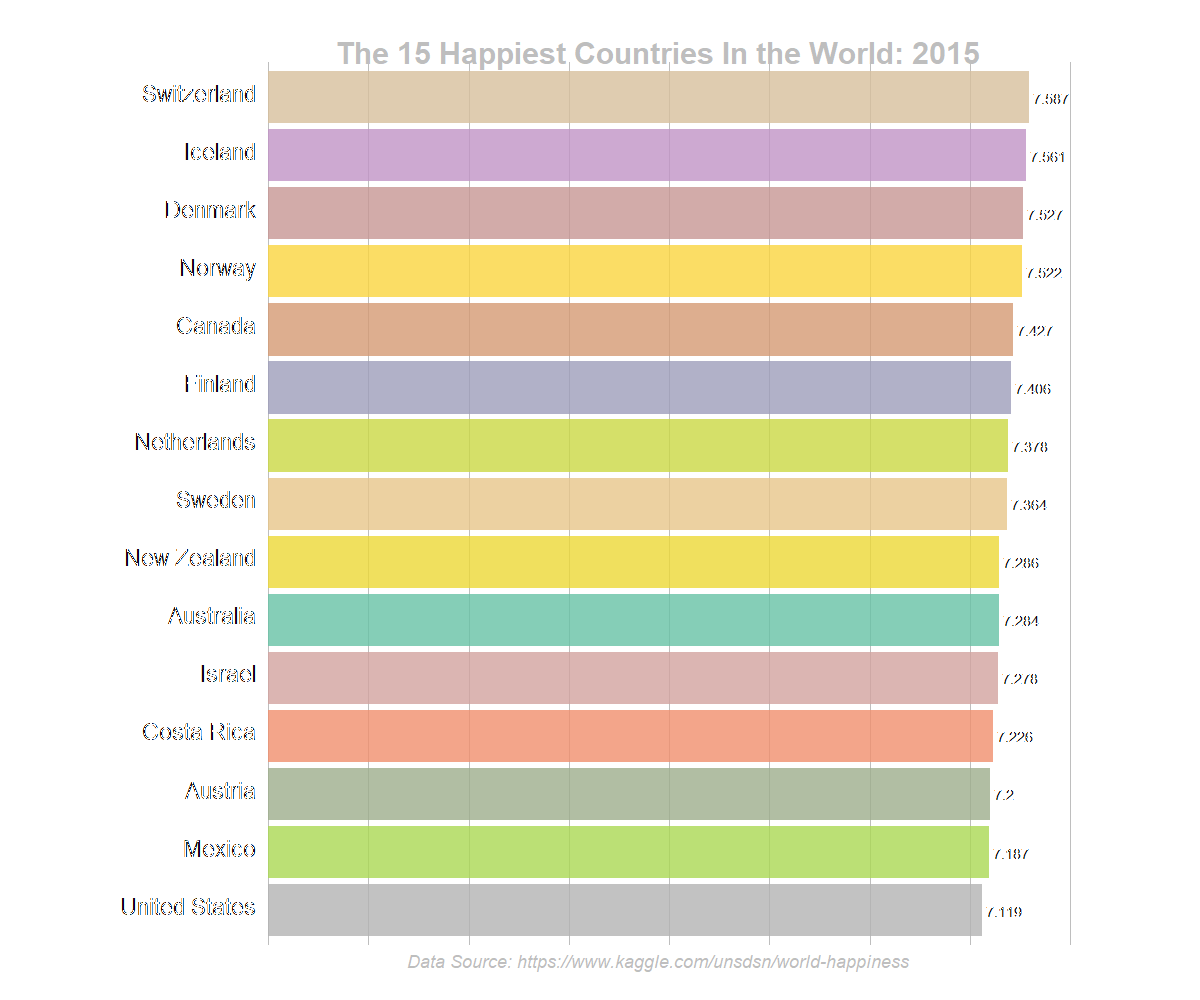 The 15 Happiest Countries In the World: 2015
Switzerland 7.587
Iceland 7.561
Denmark 7.527
Norway 7.522
Canada 7.427
Finland 7.406
Netherlands 7.378
Sweden 7.364
New Zealand 7.286
Australia 7.284
Israel 7.278
Costa Rica 7.226
Austria 7.2
Mexico 7.187
United States 7.119
Data Source: https://www.kaggle.com/unsdsn/world-happiness